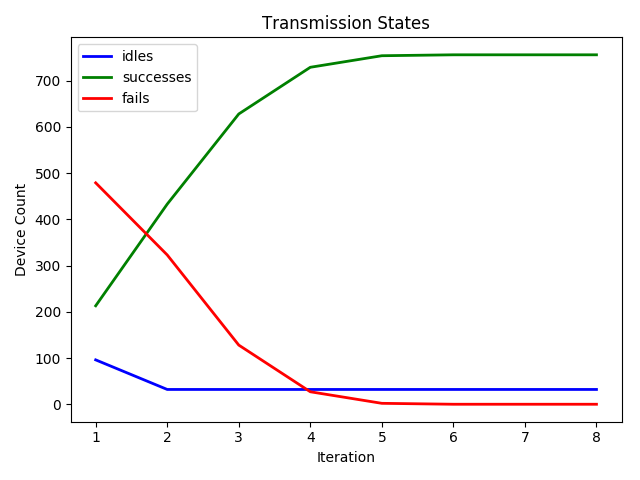 Transmission States
idles
successes
fails
Device Count
700
600
500
400
300
200
100
0
1 2 3 4 5 6 7 8
Iteration